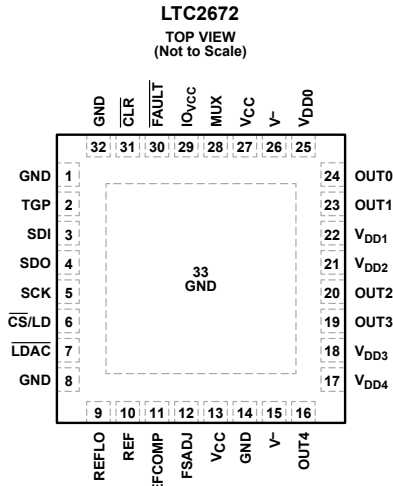 LTC2672
TOP VIEW
(Not to Scale)
GND CLR FAULT IOVCC MUX VCC V– VDD0
32 31 30 29 28 27 26 25
GND 1 24 OUT0
TGP 2 23 OUT1
SDI 3 22 VDD1
SDO 4 21 VDD2
33
GND
SCK 5 20 OUT2
CS/LD 6 19 OUT3
LDAC 7 18 VDD3
GND 8 17 VDD4
9 10 11 12 13 14 15 16
REFLO REF EFCOMP FSADJ VCC GND V– OUT4